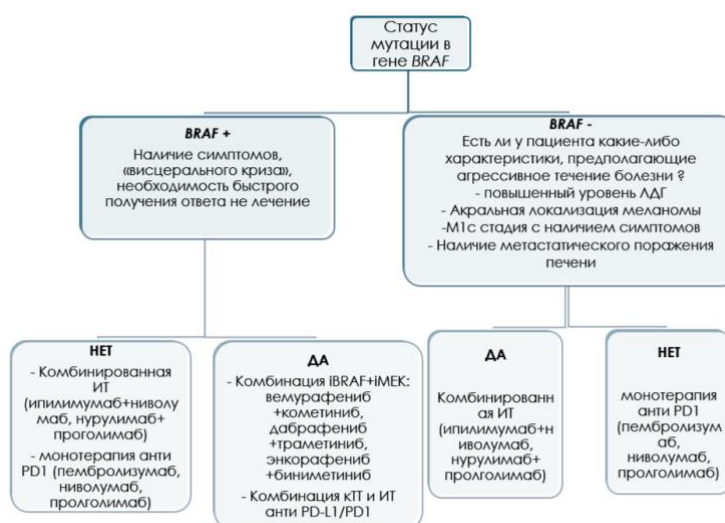 Статус
мутации в
гене BRAF
BRAF +
Наличие симптомов,
«висцерального криза»,
необходимость быстрого
получения ответа не лечение
BRAF -
Есть ли у пациента какие-либо
характеристики, предполагающие
агрессивное течение болезни ?
- повышенный уровень ЛДГ
- Акральная локализация меланомы
-М1с стадия с наличием симптомов
- Наличие метастатического поражения
печени
НЕТ
- Комбинированная
ИТ
(ипилимумаб+ниволу
маб, нурулимаб+
проголимаб)
- монотерапия анти
PD1 (пембролизумаб,
ниволумаб,
пролголимаб)
ДА
- Комбинация iBRAF+iMEK:
вемурафениб
+кометиниб,
дабрафениб
+траметиниб,
энкорафениб
+биниметиниб
- Комбинация кТТ и ИТ
анти PD-L1/PD1
ДА
Комбинированн
ая ИТ
(ипилимумаб+н
иволумаб,
нурулимаб+
пролголимаб)
НЕТ
монотерапия
анти PD1
(пембролизум
аб,
ниволумаб,
пролголимаб)